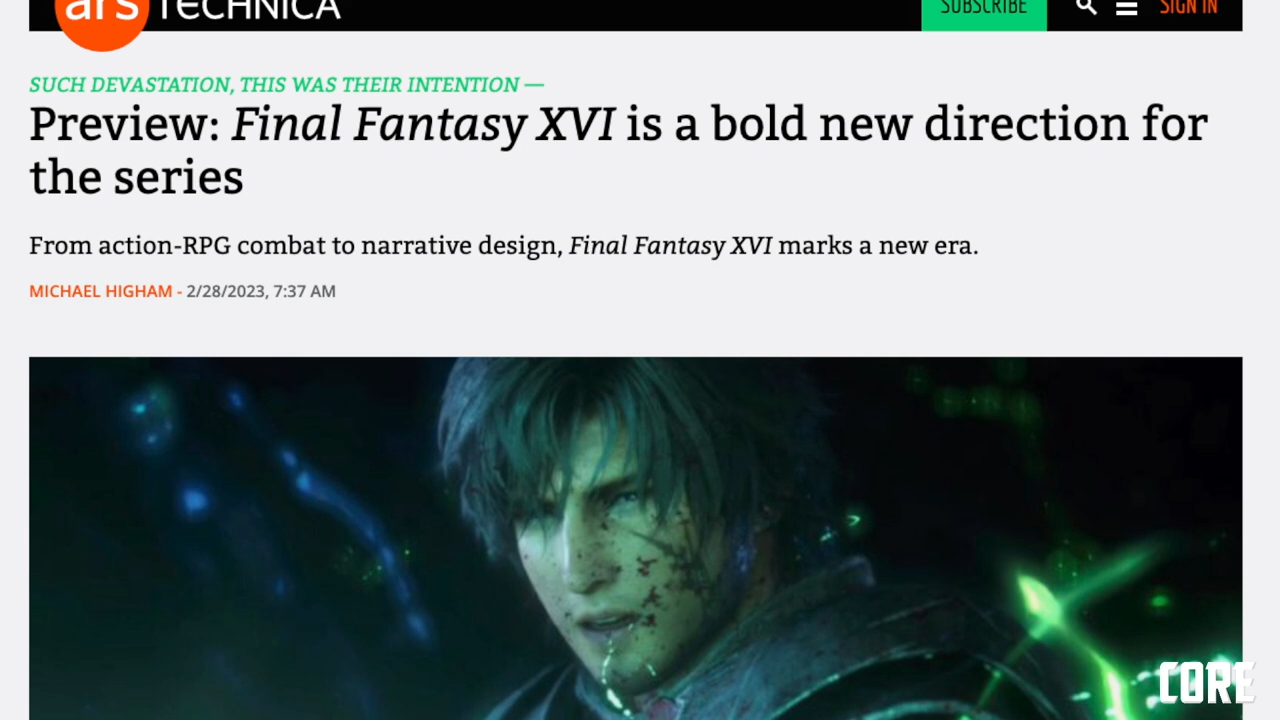 ars TECHNICA
SUBSCRIBE
SIGN IN
SUCH DEVASTATION, THIS WAS THEIR INTENTION —
Preview: Final Fantasy XVI is a bold new direction for
the series
From action-RPG combat to narrative design, Final Fantasy XVI marks a new era.
MICHAEL HIGHAM - 2/28/2023, 7:37 AM
CORE